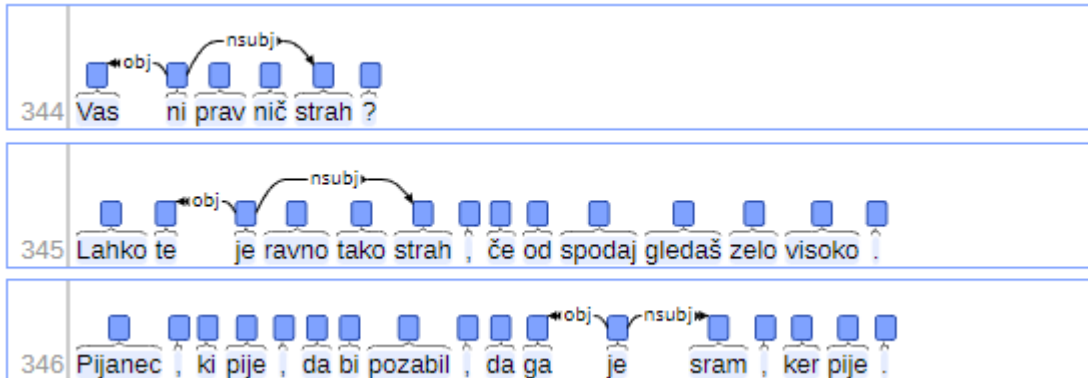 obj nsubj
344 Vas ni prav nič strah ?
obj nsubj
345 Lahko te je ravno tako strah , če od spodaj gledaš zelo visoko .
obj nsubj
346 Pijanec , ki pije , da bi pozabil , da ga je sram , ker pije .